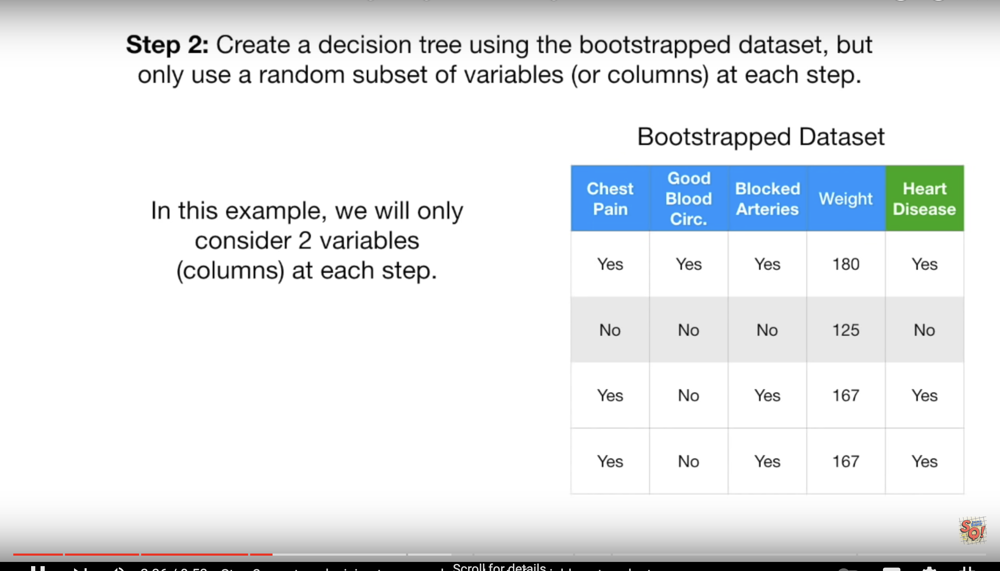 Step 2: Create a decision tree using the bootstrapped dataset, but
only use a random subset of variables (or columns) at each step.
In this example, we will only
consider 2 variables
(columns) at each step.
Bootstrapped Dataset
Chest Pain Good Blood Circ. Blocked Arteries Weight Heart Disease
Yes Yes Yes 180 Yes
No No No 125 No
Yes No Yes 167 Yes
Yes No Yes 167 Yes
SQ!
Scroll for details